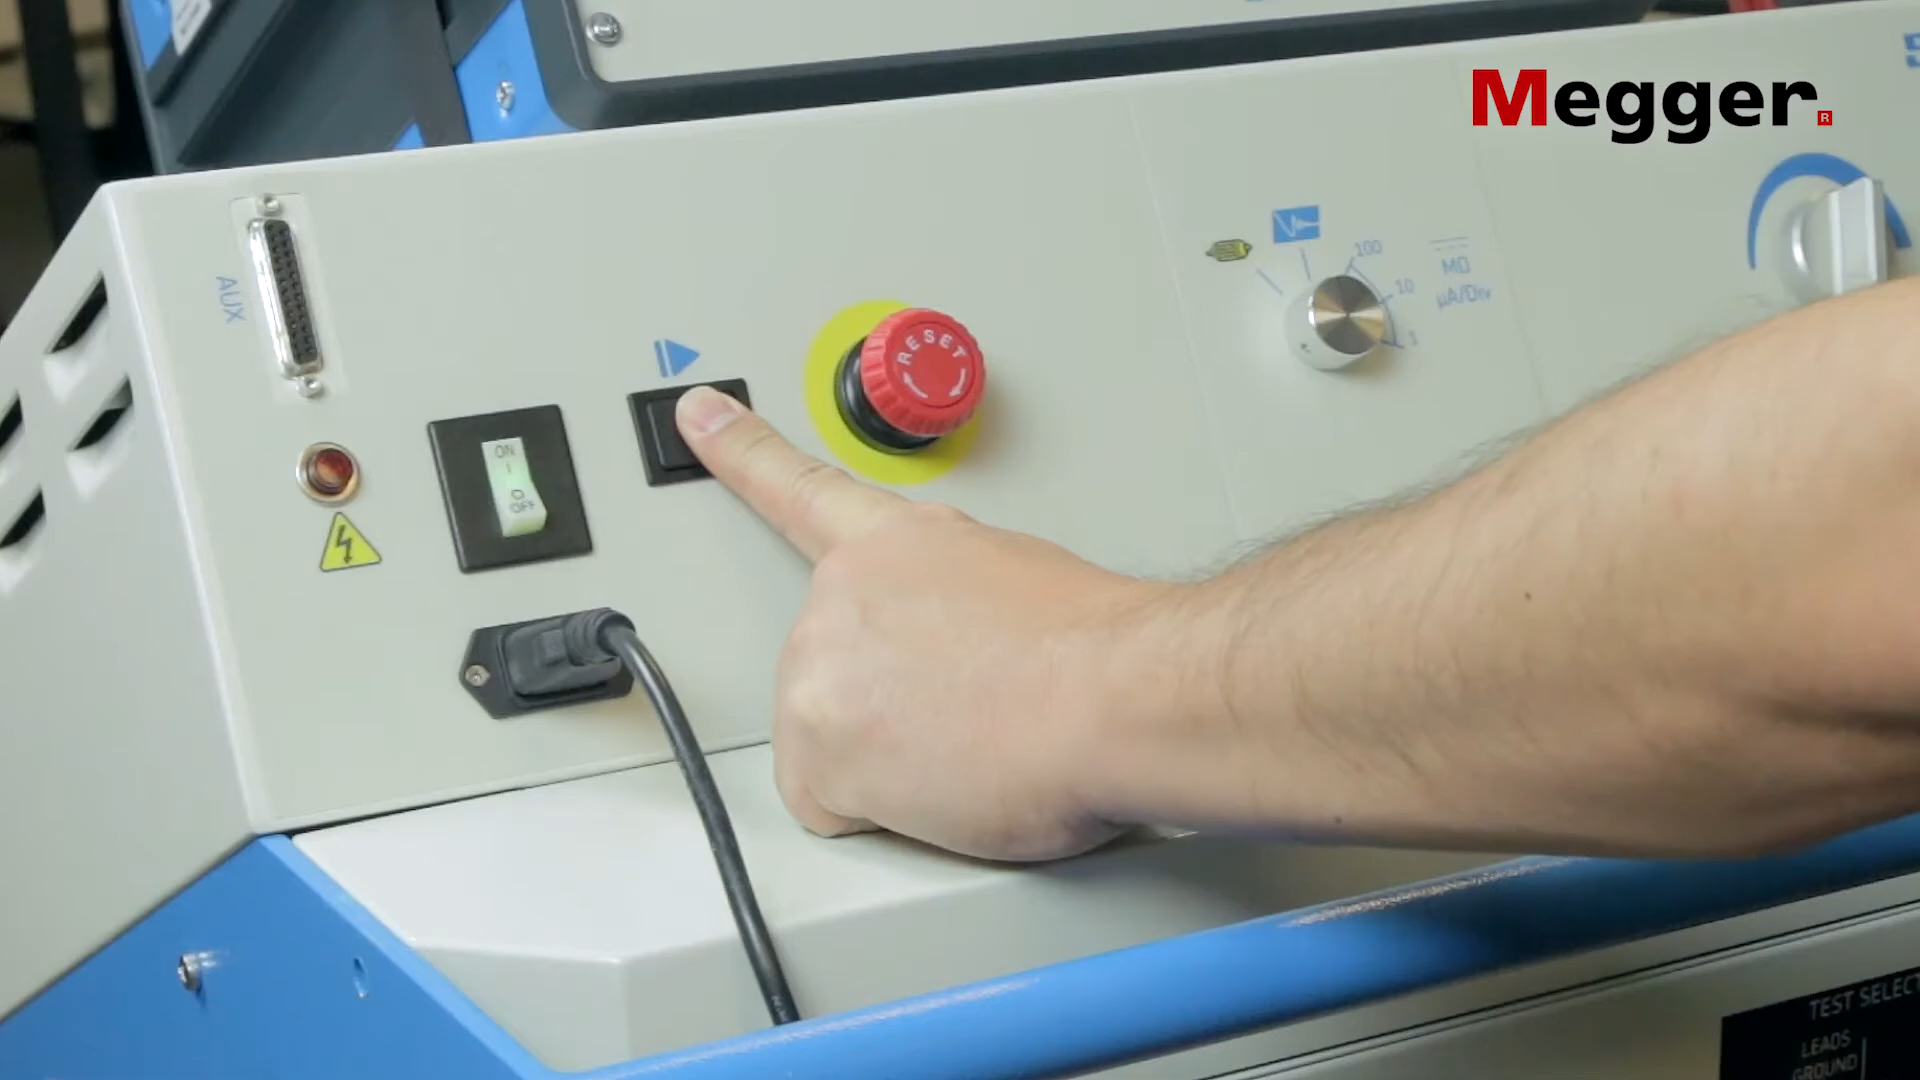 Megger
R
AUX
RESET
100
10
1
MΩ
µA/Div
ON
I
O
OFF
TEST SELECT
LEADS
GROUND